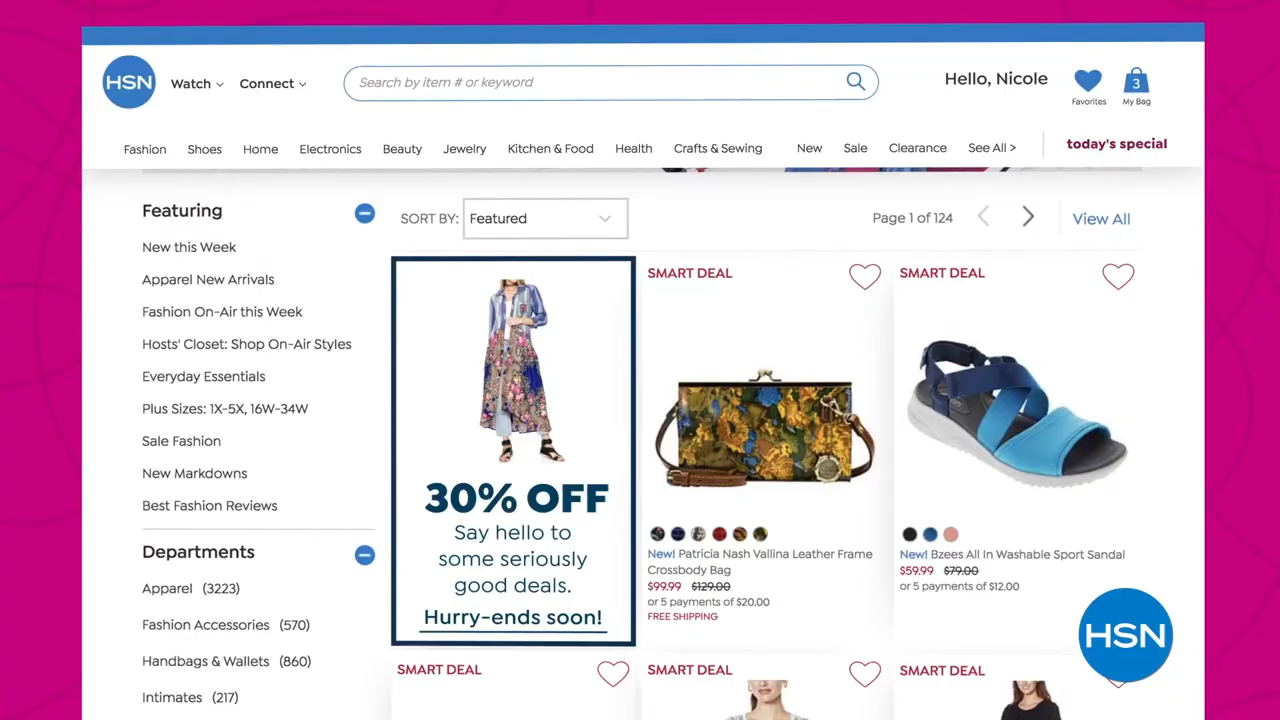 HSN
Watch
Connect
Search by item # or keyword
Hello, Nicole
Favorites
3
My Bag
Fashion
Shoes
Home
Electronics
Beauty
Jewelry
Kitchen & Food
Health
Crafts & Sewing
New
Sale
Clearance
See All >
today's special
Featuring
New this Week
Apparel New Arrivals
Fashion On-Air this Week
Hosts' Closet: Shop On-Air Styles
Everyday Essentials
Plus Sizes: 1X-5X, 16W-34W
Sale Fashion
New Markdowns
Best Fashion Reviews
Departments
Apparel (3223)
Fashion Accessories (570)
Handbags & Wallets (860)
Intimates (217)
SORT BY: Featured
Page 1 of 124
View All
30% OFF
Say hello to
some seriously
good deals.
Hurry-ends soon!
SMART DEAL
New! Patricia Nash Vallina Leather Frame
Crossbody Bag
$99.99 $129.00
or 5 payments of $20.00
FREE SHIPPING
SMART DEAL
New! Bzees All In Washable Sport Sandal
$59.99 $79.00
or 5 payments of $12.00
SMART DEAL
SMART DEAL
SMART DEAL
HSN